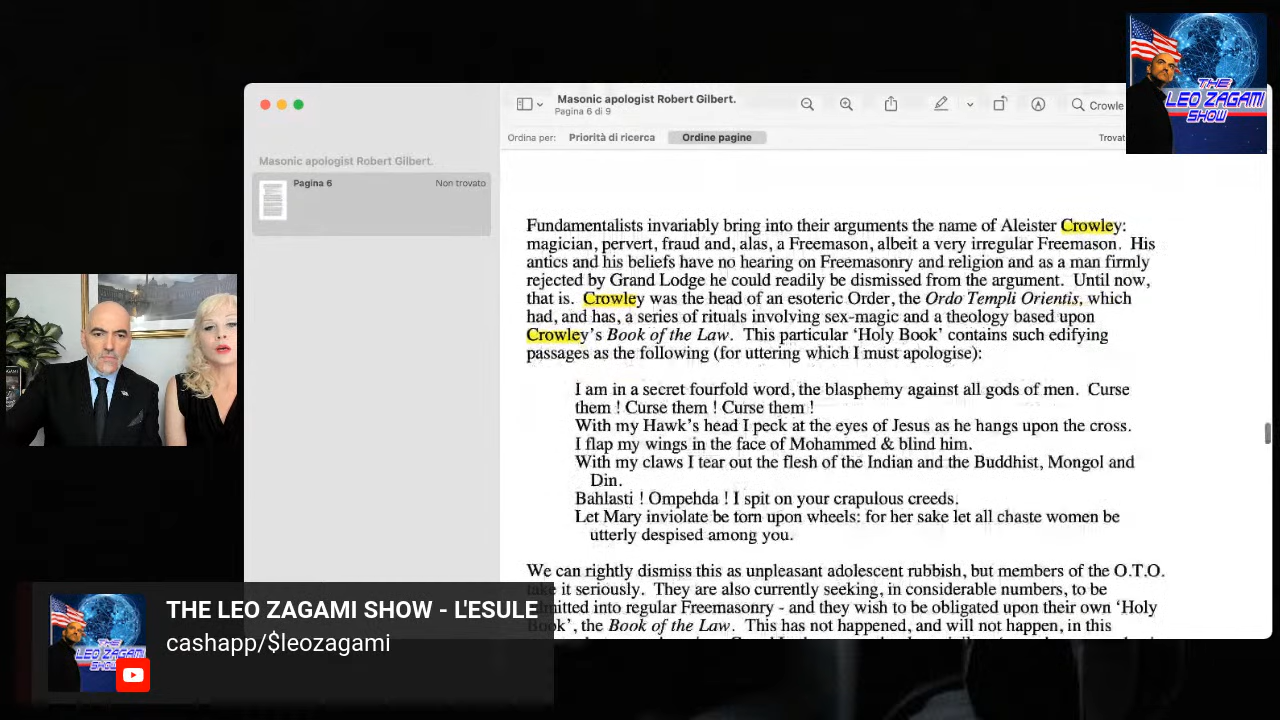 THE
LEO ZAGAMI
SHOW
Masonic apologist Robert Gilbert.
Pagina 6 di 9
Crowle
Ordina per: Priorità di ricerca Ordine pagine
Trovat
Masonic apologist Robert Gilbert.
Pagina 6 Non trovato
Fundamentalists invariably bring into their arguments the name of Aleister Crowley:
magician, pervert, fraud and, alas, a Freemason, albeit a very irregular Freemason. His
antics and his beliefs have no hearing on Freemasonry and religion and as a man firmly
rejected by Grand Lodge he could readily be dismissed from the argument. Until now,
that is. Crowley was the head of an esoteric Order, the Ordo Templi Orientis, which
had, and has, a series of rituals involving sex-magic and a theology based upon
Crowley's Book of the Law. This particular 'Holy Book' contains such edifying
passages as the following (for uttering which I must apologise):
I am in a secret fourfold word, the blasphemy against all gods of men. Curse
them ! Curse them ! Curse them !
With my Hawk's head I peck at the eyes of Jesus as he hangs upon the cross.
I flap my wings in the face of Mohammed & blind him.
With my claws I tear out the flesh of the Indian and the Buddhist, Mongol and
Din.
Bahlasti ! Ompehda ! I spit on your crapulous creeds.
Let Mary inviolate be torn upon wheels: for her sake let all chaste women be
utterly despised among you.
We can rightly dismiss this as unpleasant adolescent rubbish, but members of the O.T.O.
take it seriously. They are also currently seeking, in considerable numbers, to be
admitted into regular Freemasonry - and they wish to be obligated upon their own 'Holy
Book', the Book of the Law. This has not happened, and will not happen, in this
THE LEO ZAGAMI SHOW - L'ESULE
cashapp/$leozagami